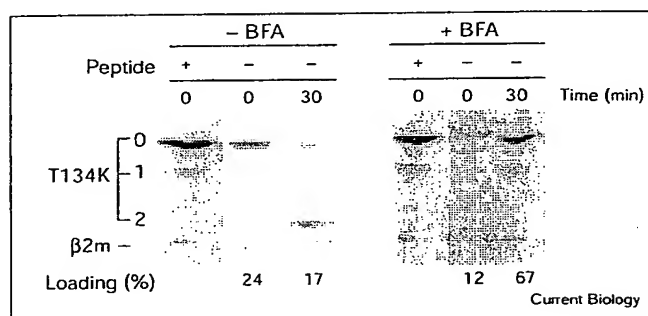 – BFA + BFA
Peptide + – – + – –
0 0 30 0 0 30 Time (min)
0
T134K 1
2
β2m –
Loading (%) 24 17 12 67
Current Biology